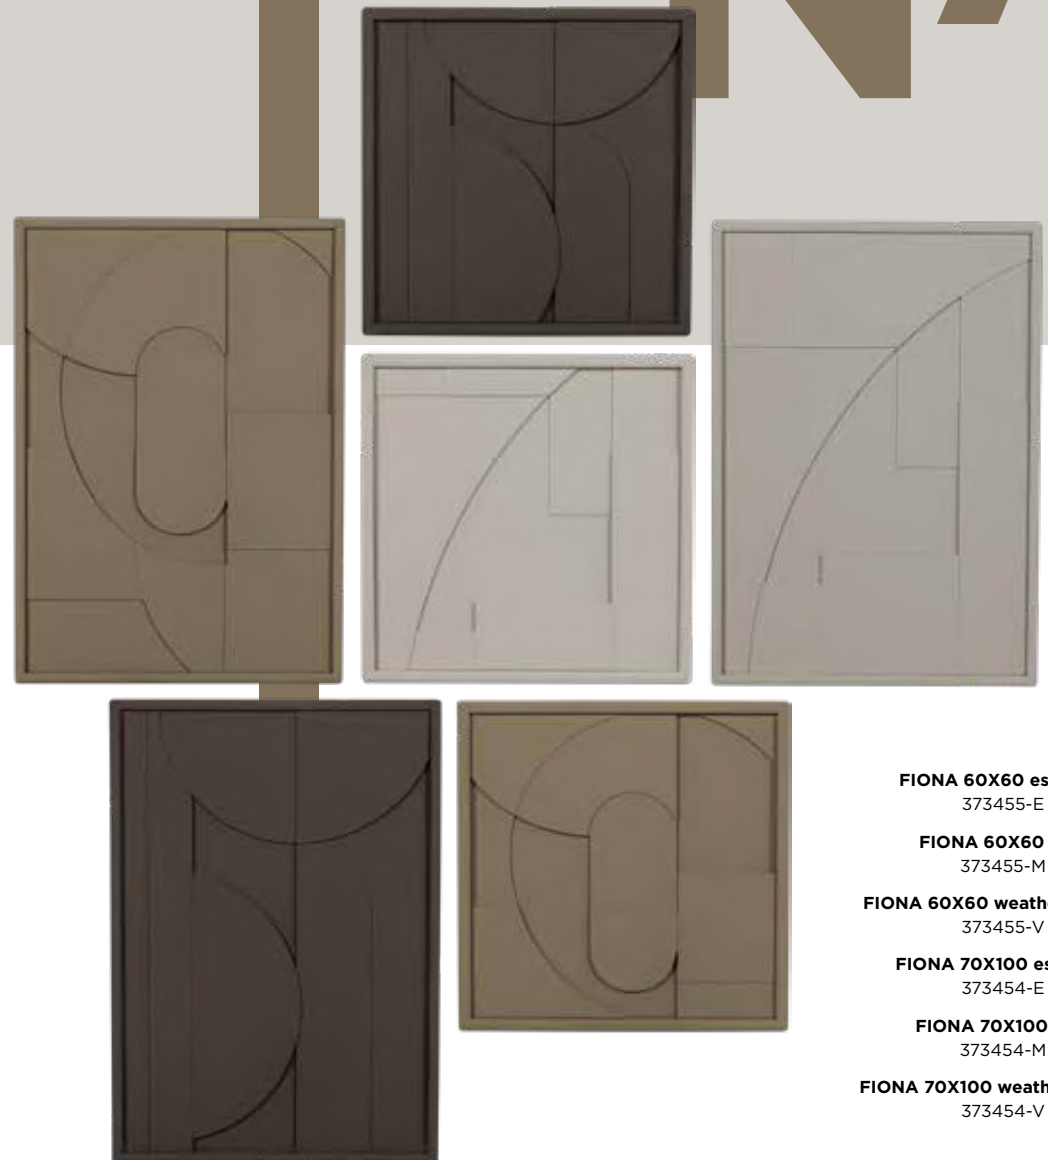 FIONA 60X60 es
373455-E
FIONA 60X60
373455-M
FIONA 60X60 weath
373455-V
FIONA 70X100 es
373454-E
FIONA 70X100
373454-M
FIONA 70X100 weath
373454-V